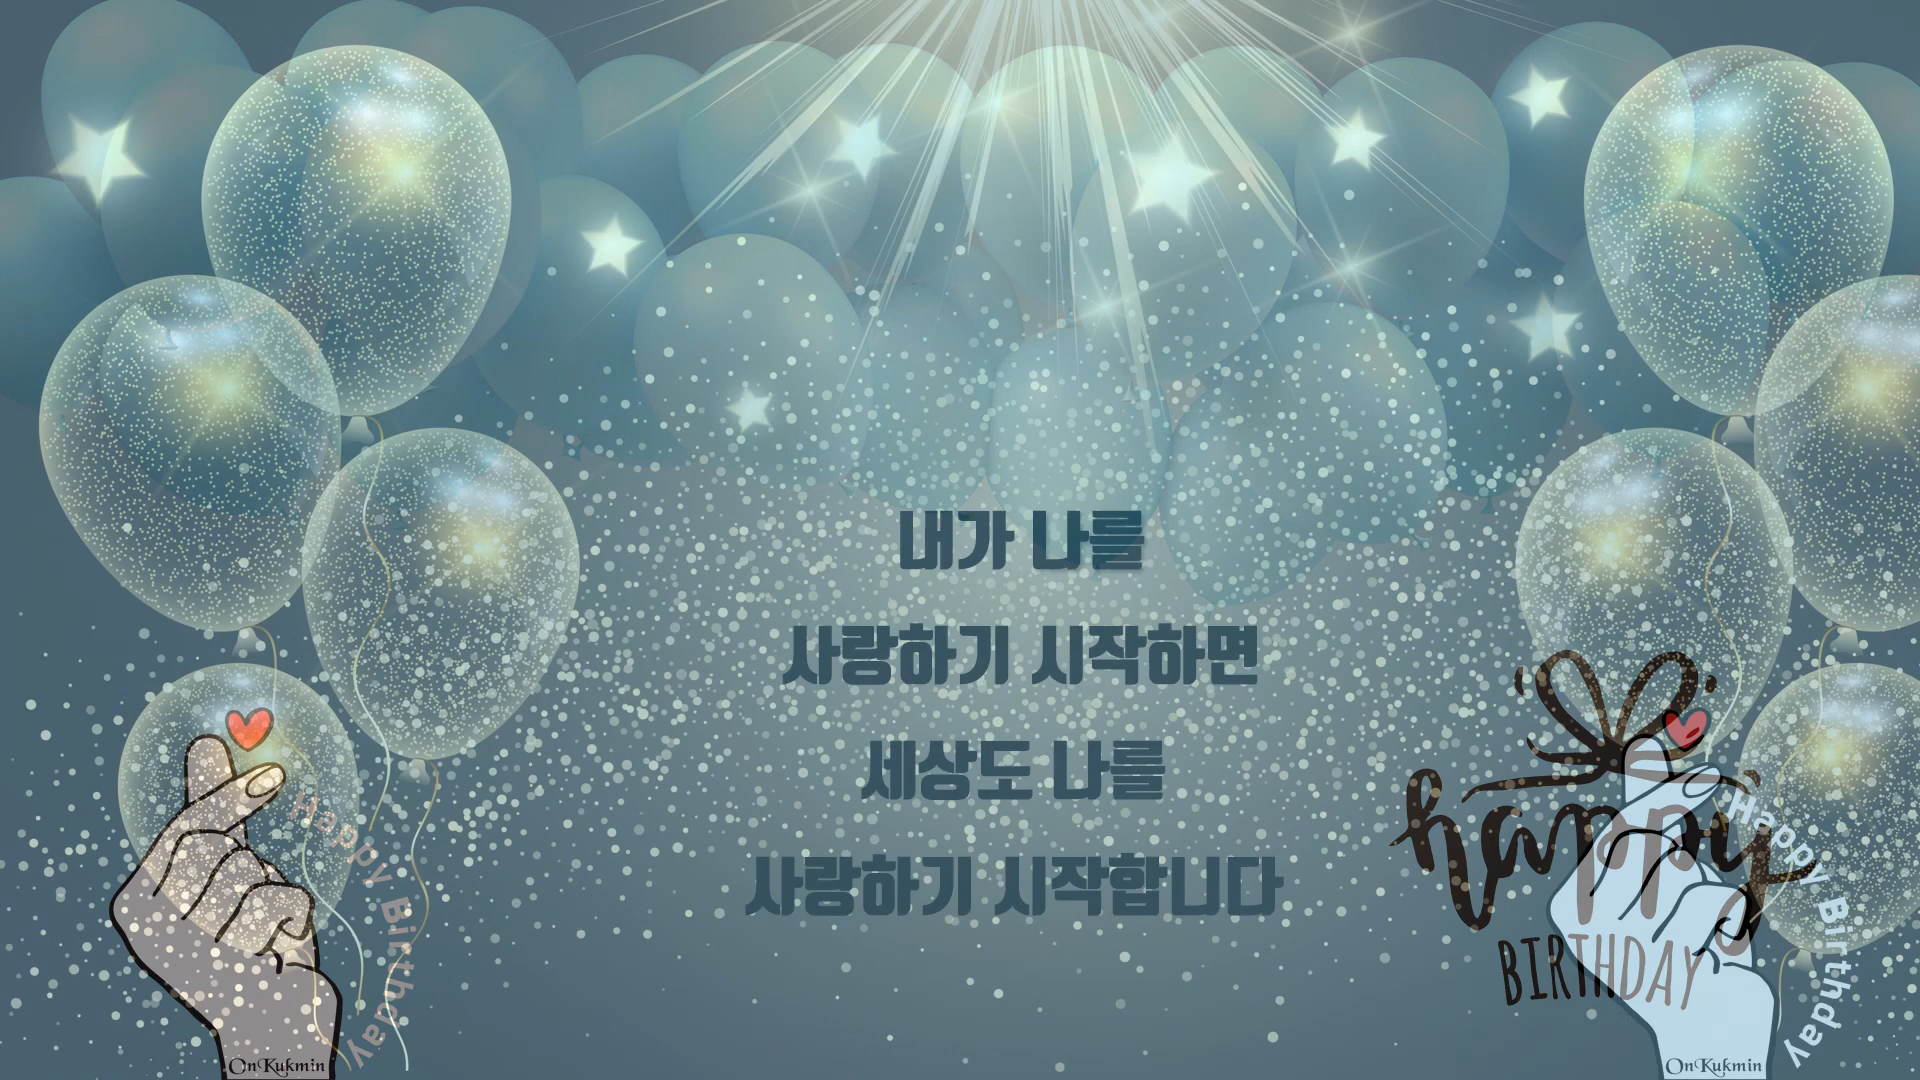 내가 나를
사랑하기 시작하면
세상도 나를
사랑하기 시작합니다
Happy Birthday
OnKukmin
happy
BIRTHDAY
Happy Birthday
OnKukmin